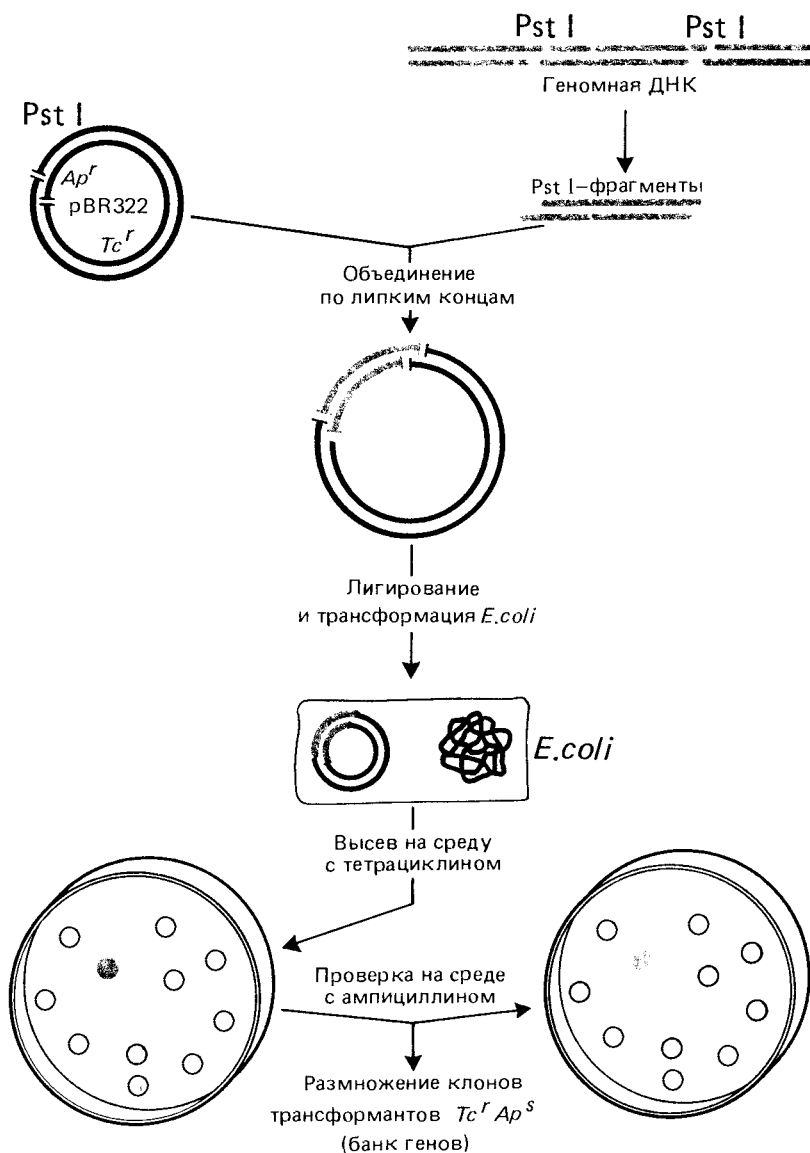 Pst I Pst I
Геномная ДНК
Pst I
Pst I–фрагменты
Ap^r
pBR322
Tc^r
Объединение
по липким концам
Лигирование
и трансформация E.coli
E.coli
Высев на среду
с тетрациклином
Проверка на среде
с ампициллином
Размножение клонов
трансформантов Tc^r Ap^s
(банк генов)